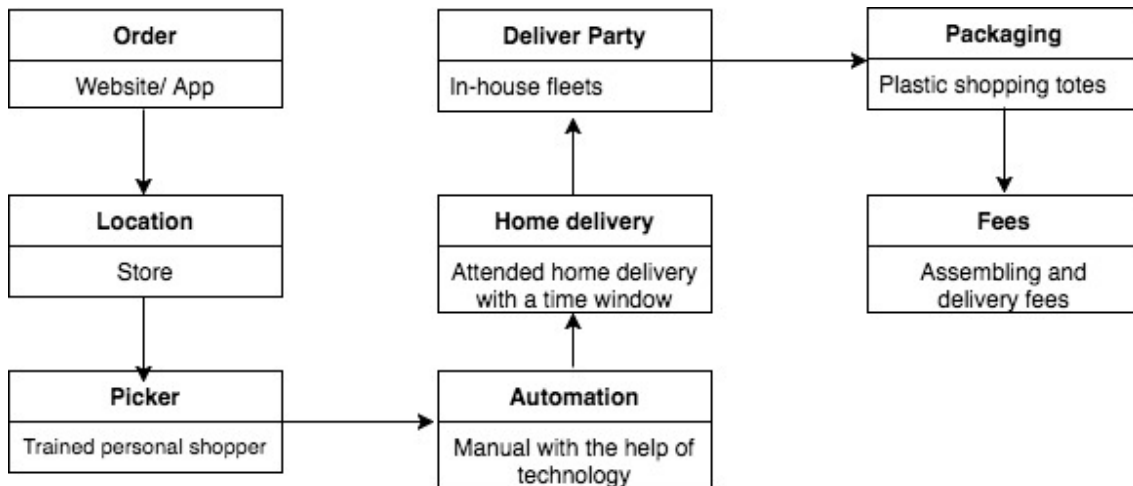 Order
Website/ App
Location
Store
Picker
Trained personal shopper
Automation
Manual with the help of
technology
Home delivery
Attended home delivery
with a time window
Deliver Party
In-house fleets
Packaging
Plastic shopping totes
Fees
Assembling and
delivery fees